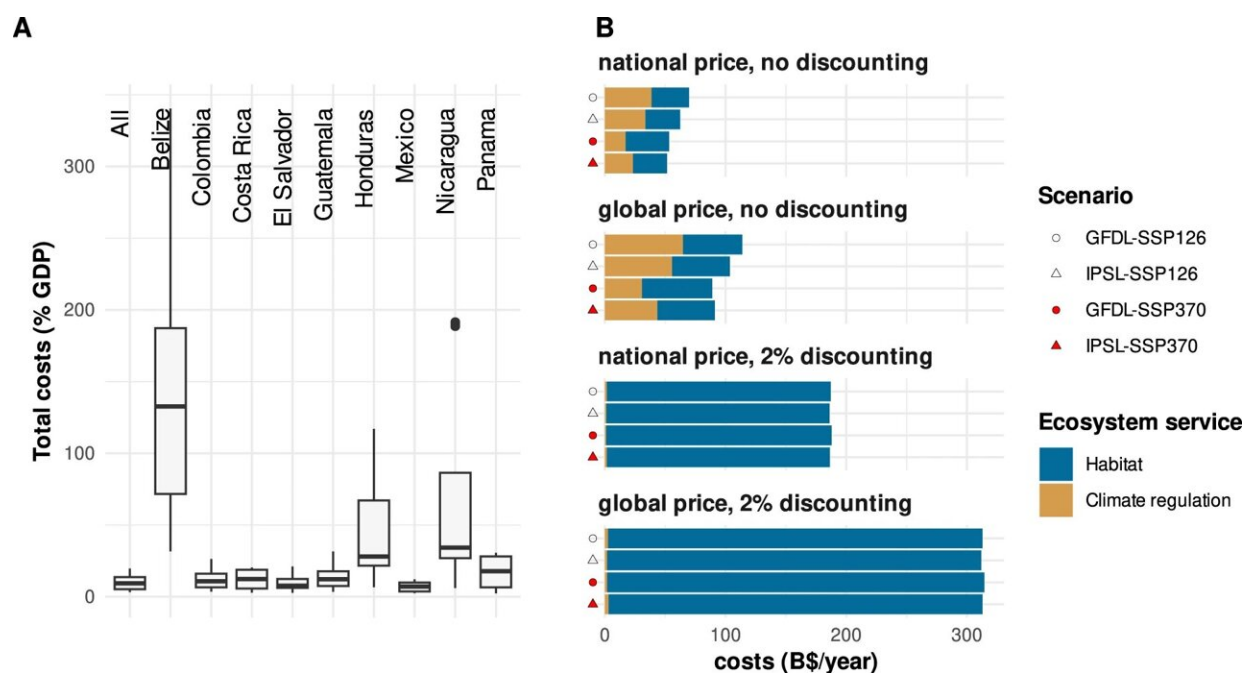 A
Total costs (% GDP)
300
200
100
0
All
Belize
Colombia
Costa Rica
El Salvador
Guatemala
Honduras
Mexico
Nicaragua
Panama
B
national price, no discounting
global price, no discounting
national price, 2% discounting
global price, 2% discounting
0 100 200 300
costs (B$/year)
Scenario
GFDL-SSP126
IPSL-SSP126
GFDL-SSP370
IPSL-SSP370
Ecosystem service
Habitat
Climate regulation